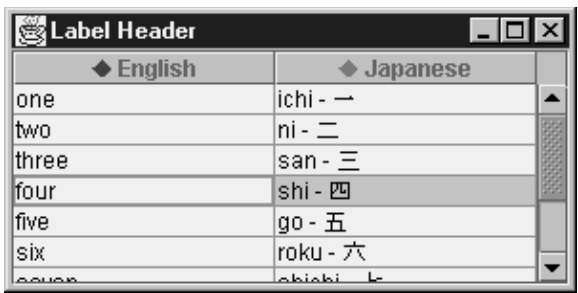 Label Header
English Japanese
one ichi - 一
two ni - 二
three san - 三
four shi - 四
five go - 五
six roku - 六